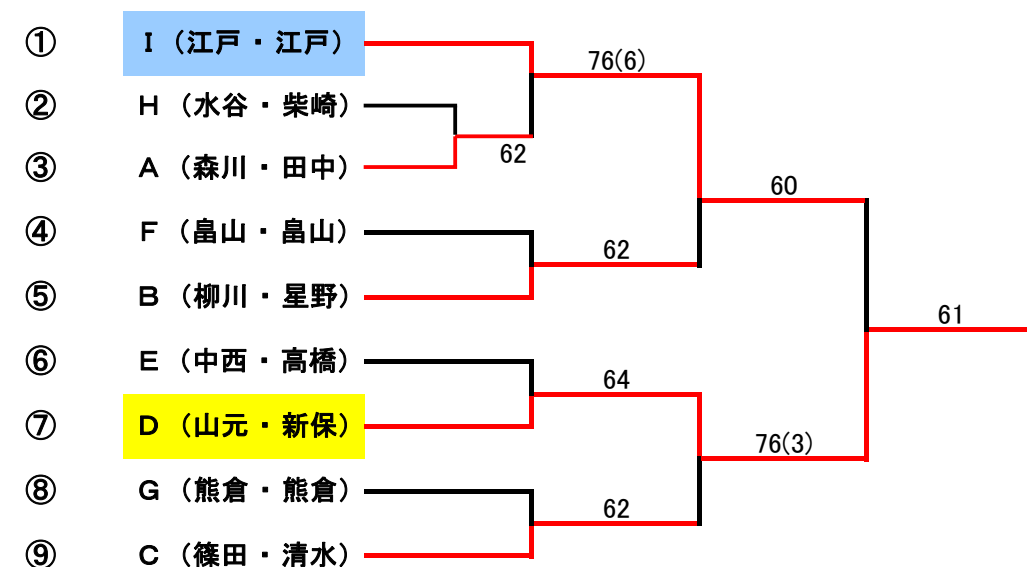 ① I（江戸・江戸）
76(6)
② H（水谷・柴崎）
62
③ A（森川・田中）
60
④ F（畠山・畠山）
62
⑤ B（柳川・星野）
61
⑥ E（中西・高橋）
64
⑦ D（山元・新保）
76(3)
⑧ G（熊倉・熊倉）
62
⑨ C（篠田・清水）